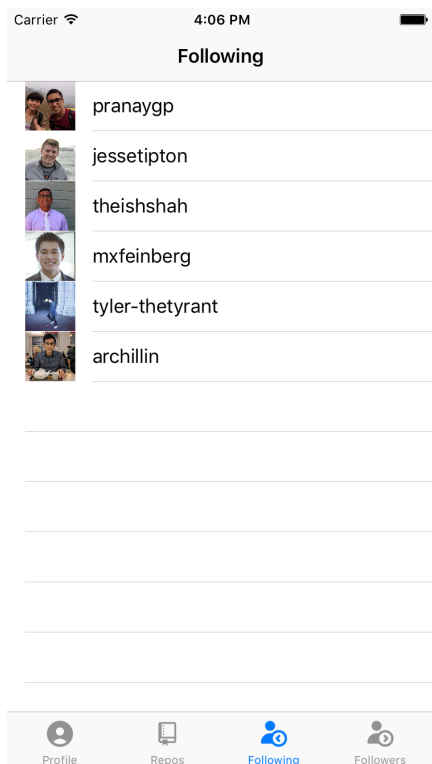 Carrier 4:06 PM
Following
pranaygp
jessetipton
theishshah
mxfeinberg
tyler-thetyrant
archillin
Profile Repos Following Followers